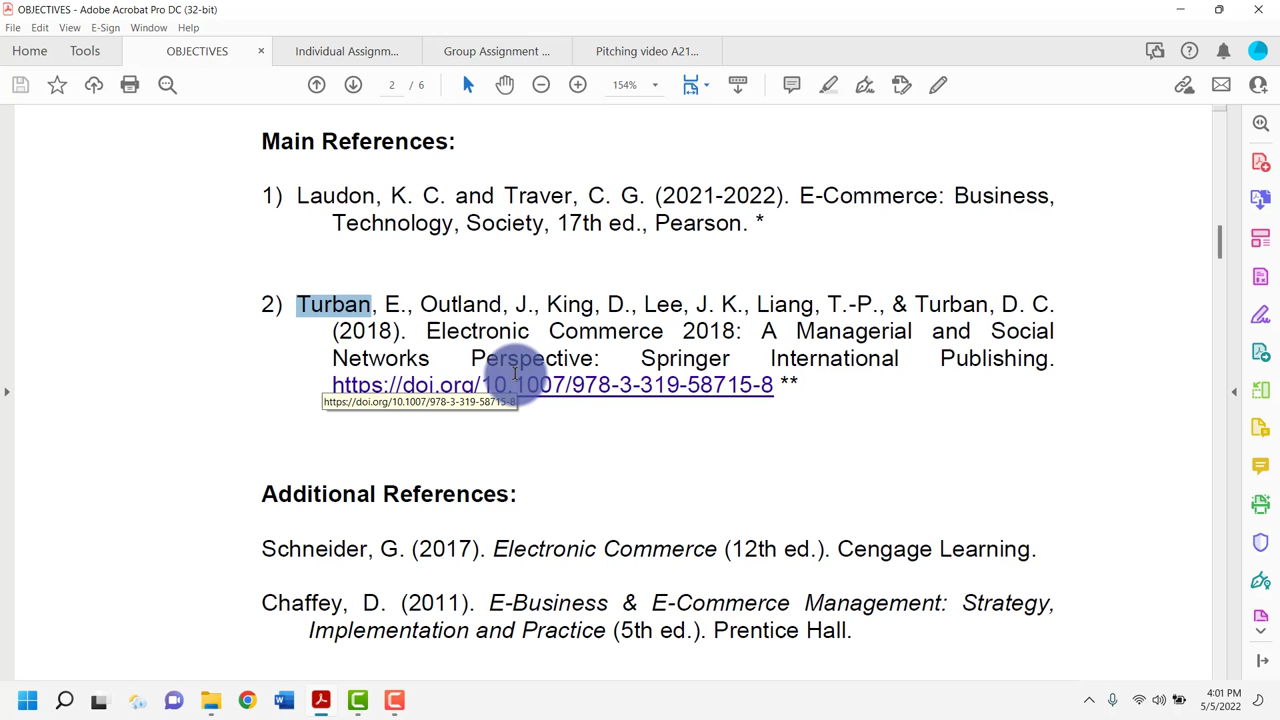 OBJECTIVES - Adobe Acrobat Pro DC (32-bit)
File Edit View E-Sign Window Help
Home Tools OBJECTIVES × Individual Assignm... Group Assignment ... Pitching video A21...
2 / 6 154%
Main References:
1) Laudon, K. C. and Traver, C. G. (2021-2022). E-Commerce: Business,
Technology, Society, 17th ed., Pearson. *
2) Turban, E., Outland, J., King, D., Lee, J. K., Liang, T.-P., & Turban, D. C.
(2018). Electronic Commerce 2018: A Managerial and Social
Networks Perspective: Springer International Publishing.
https://doi.org/10.1007/978-3-319-58715-8 **
https://doi.org/10.1007/978-3-319-58715-8
Additional References:
Schneider, G. (2017). Electronic Commerce (12th ed.). Cengage Learning.
Chaffey, D. (2011). E-Business & E-Commerce Management: Strategy,
Implementation and Practice (5th ed.). Prentice Hall.
4:01 PM
5/5/2022